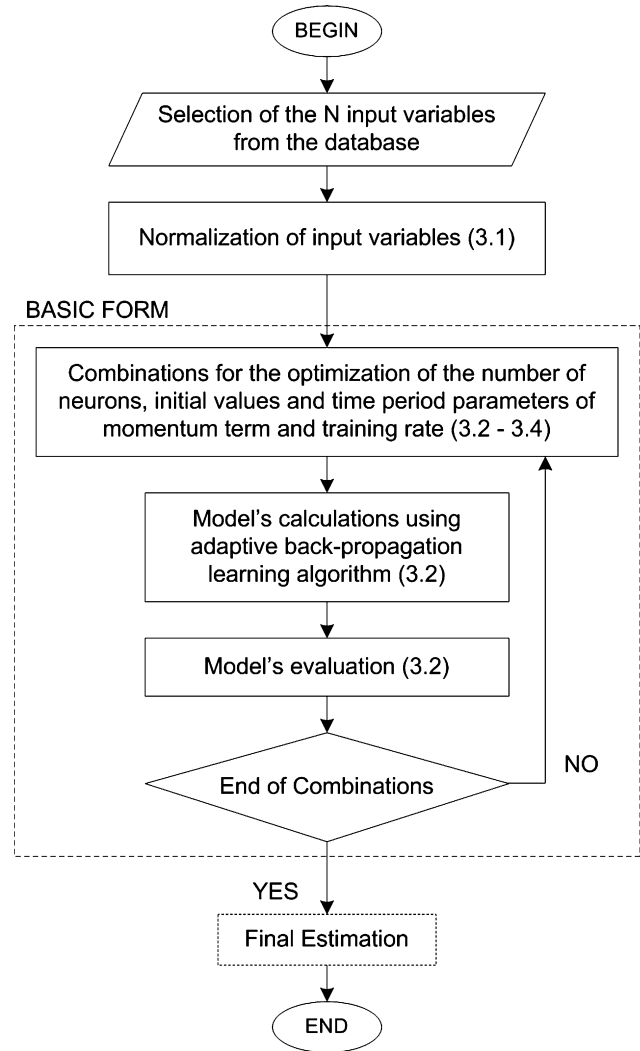 BEGIN
Selection of the N input variables
from the database
Normalization of input variables (3.1)
BASIC FORM
Combinations for the optimization of the number of
neurons, initial values and time period parameters of
momentum term and training rate (3.2 - 3.4)
Model's calculations using
adaptive back-propagation
learning algorithm (3.2)
Model's evaluation (3.2)
End of Combinations
NO
YES
Final Estimation
END